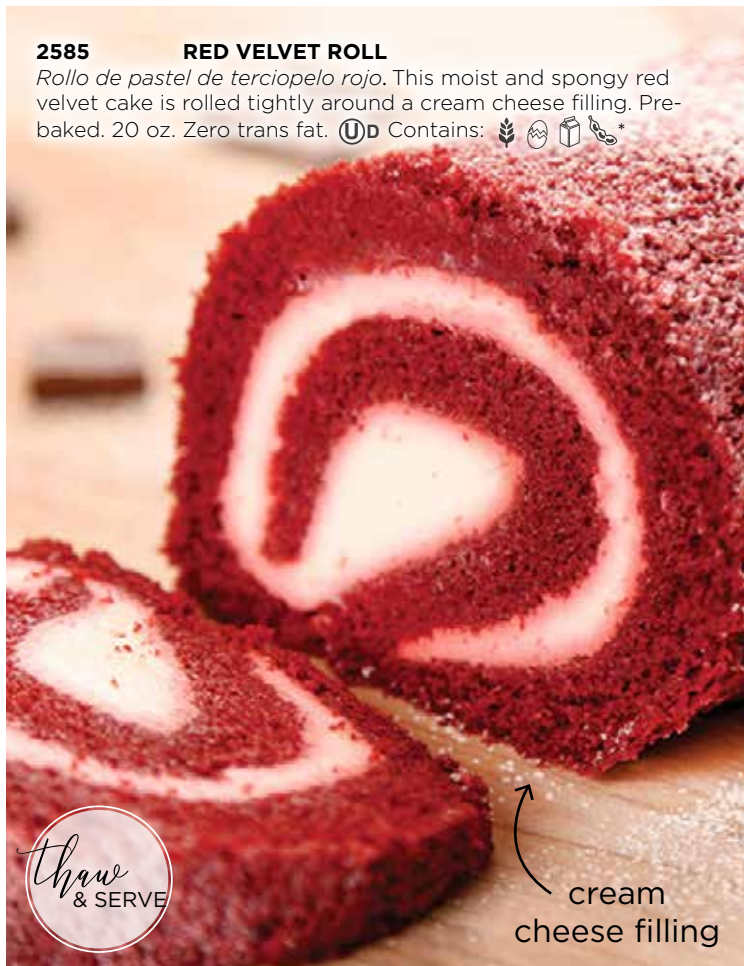 2585 RED VELVET ROLL
Rollo de pastel de terciopelo rojo. This moist and spongy red
velvet cake is rolled tightly around a cream cheese filling. Pre-
baked. 20 oz. Zero trans fat. ⓊD Contains: *
thaw
& SERVE
cream
cheese filling